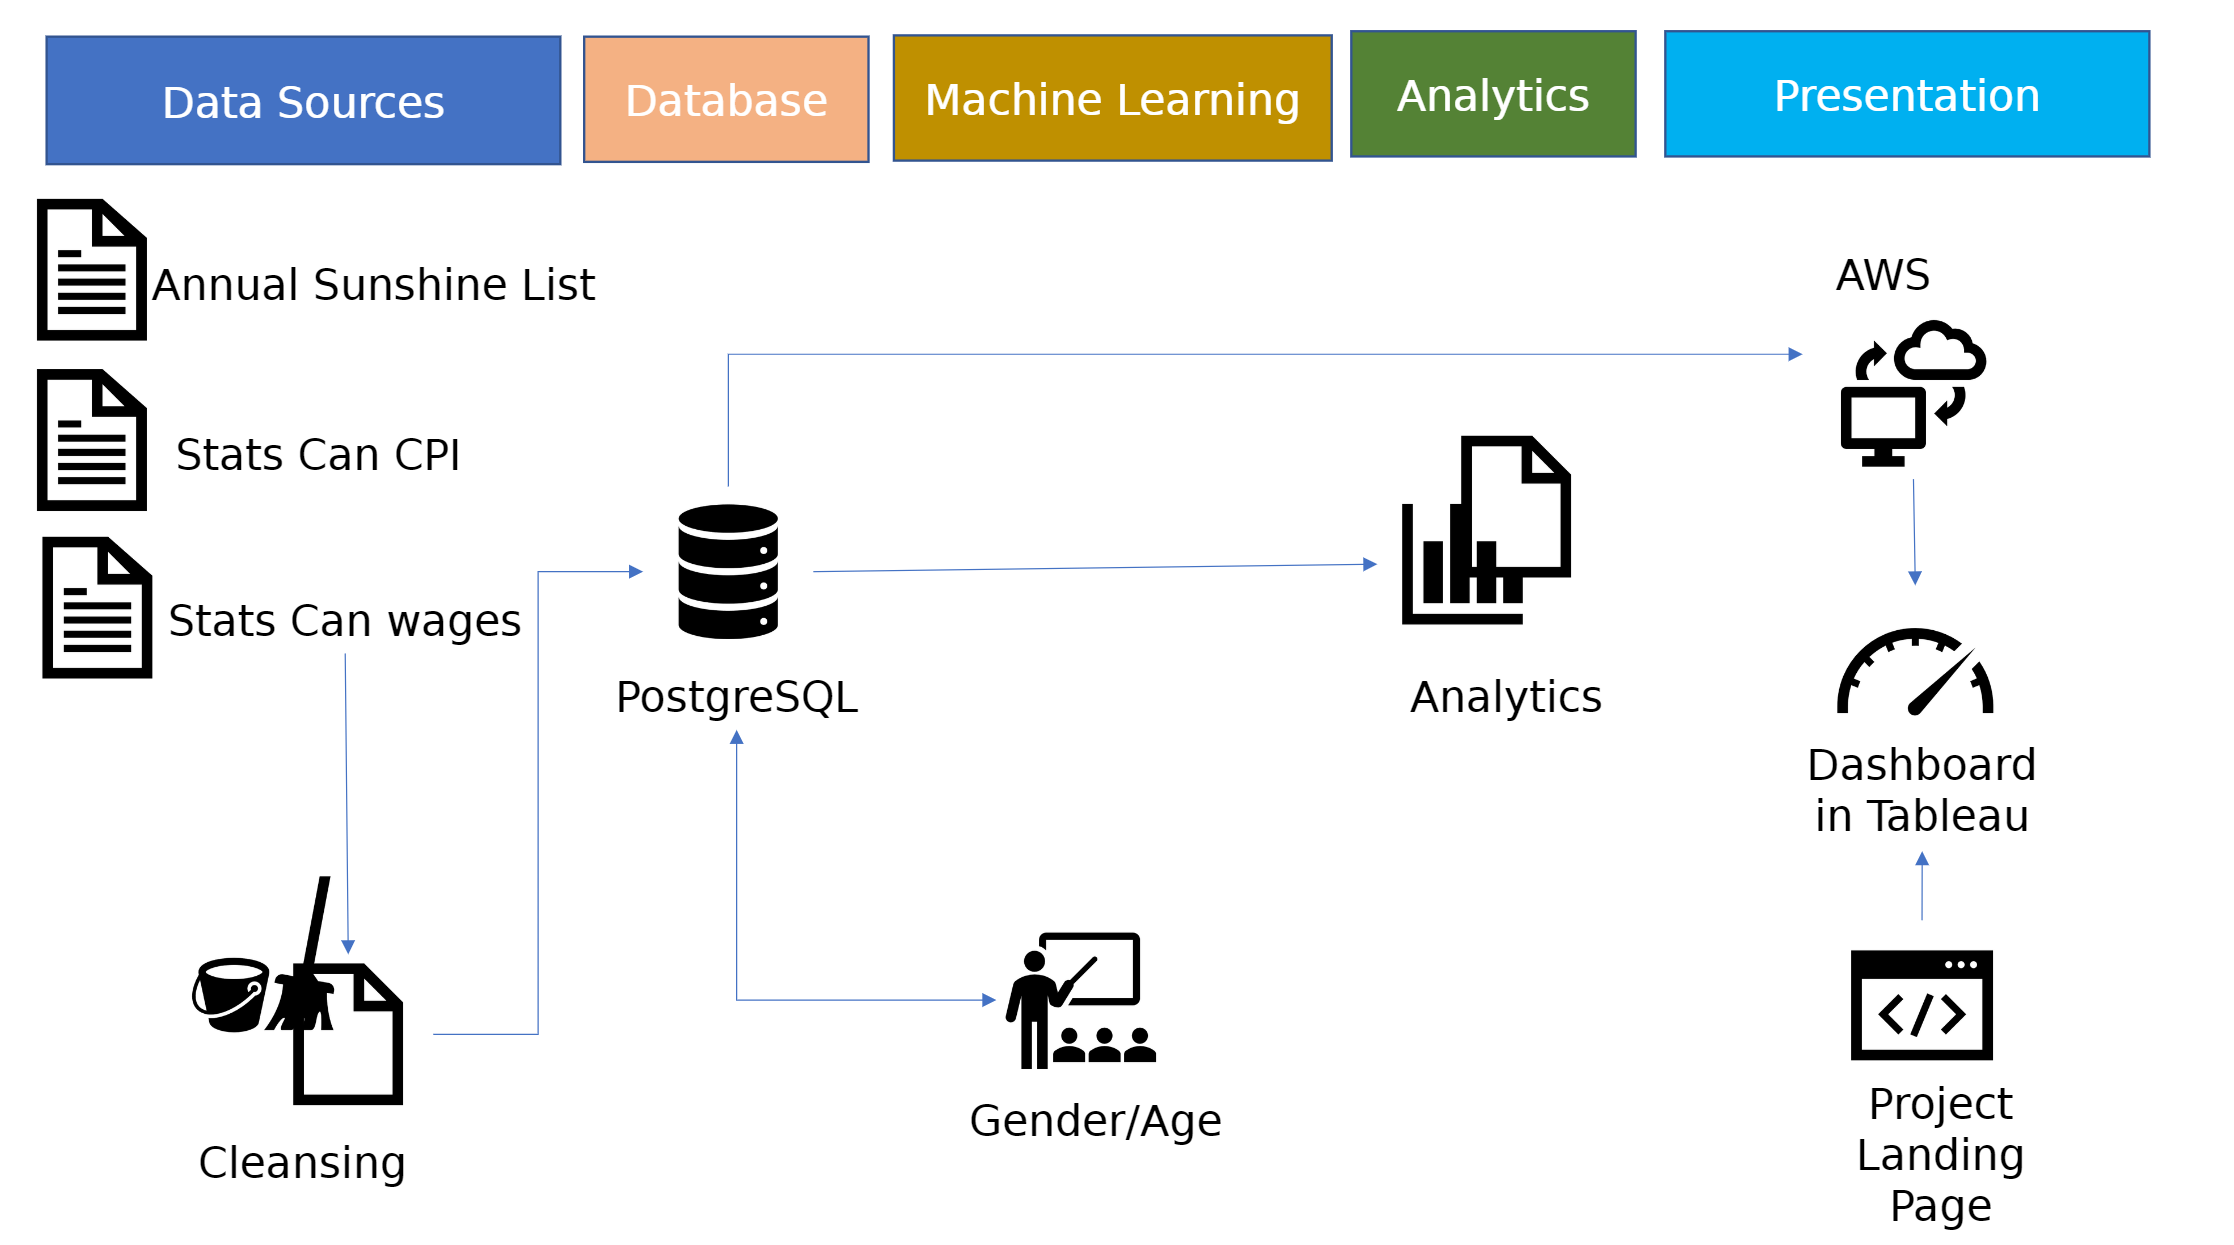 Data Sources
Database
Machine Learning
Analytics
Presentation
Annual Sunshine List
Stats Can CPI
Stats Can wages
Cleansing
PostgreSQL
Gender/Age
Analytics
AWS
Dashboard
in Tableau
</>
Project
Landing
Page